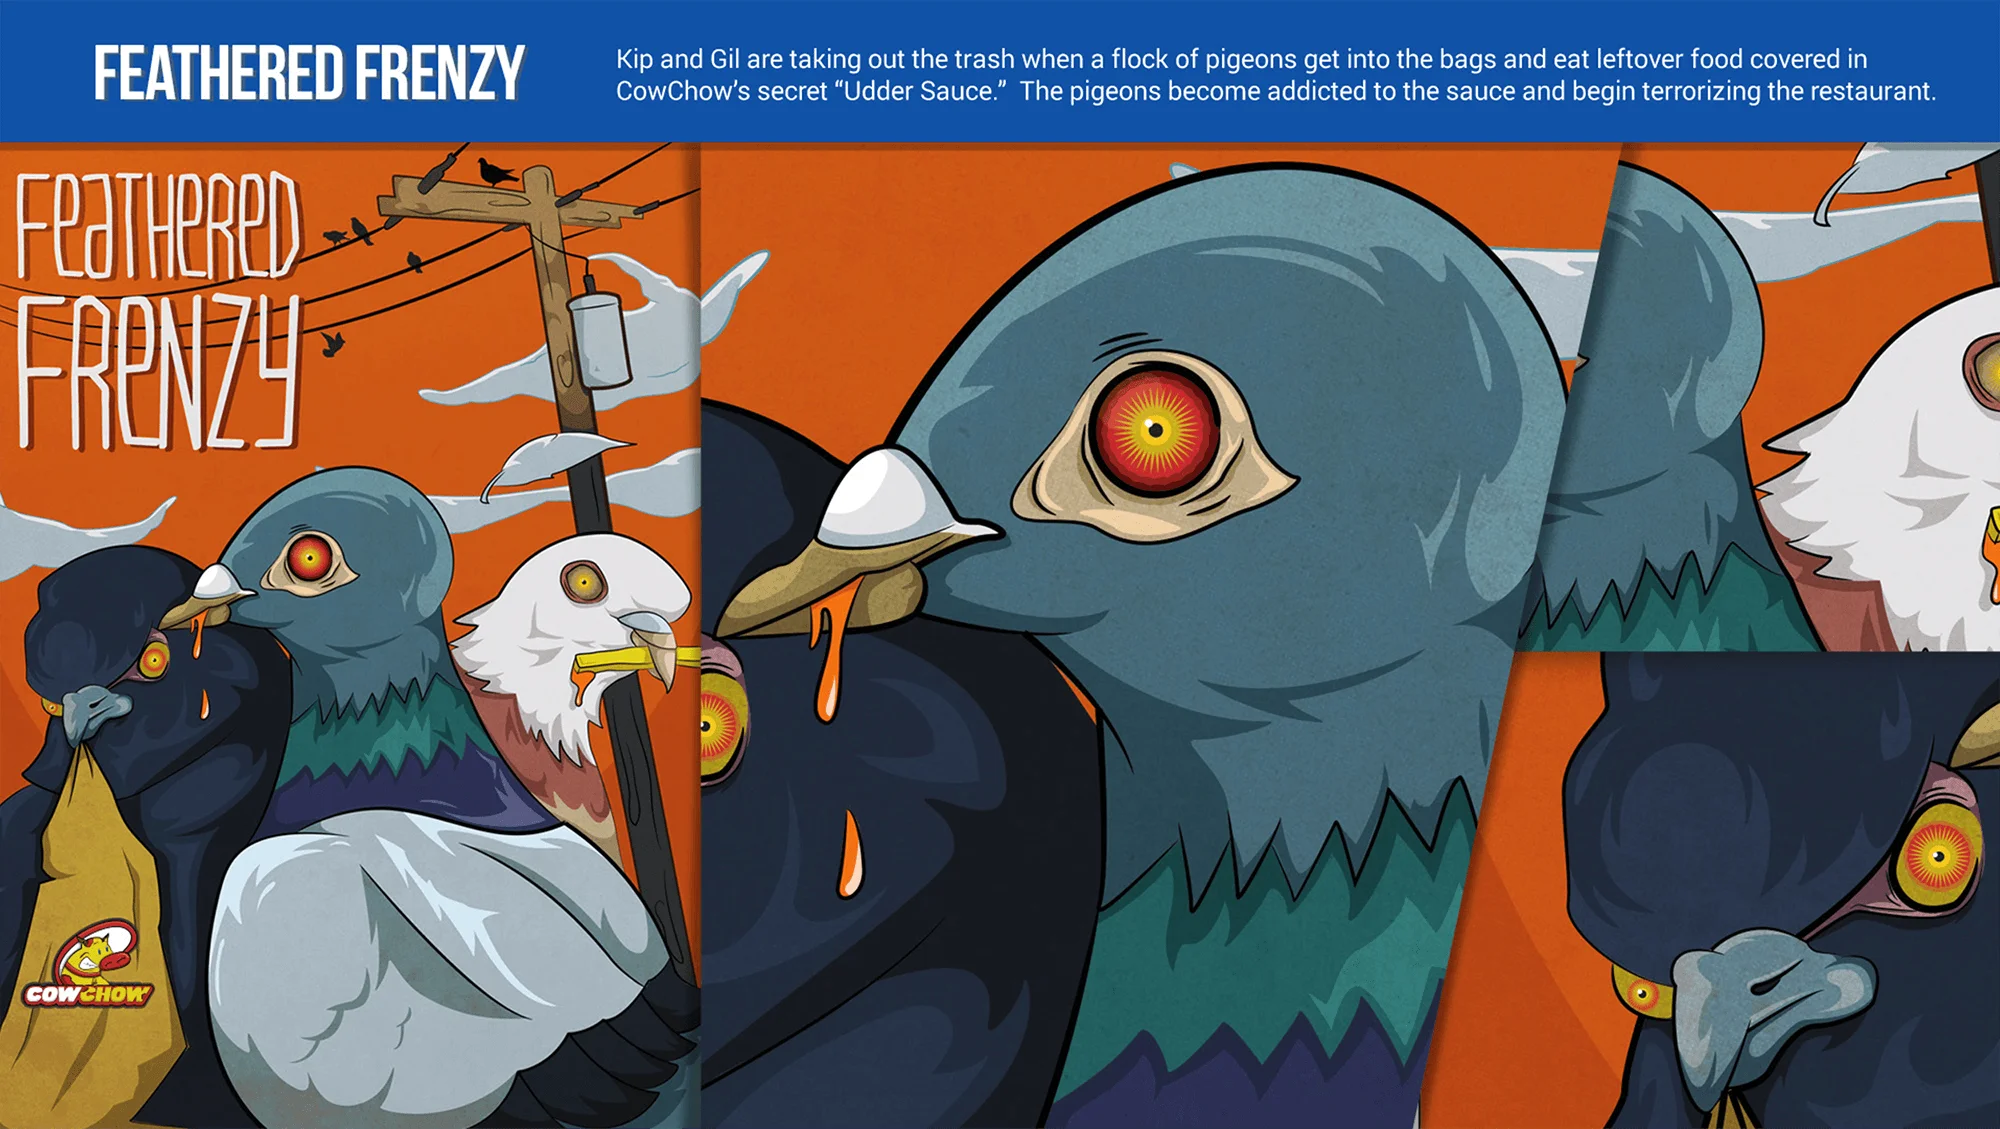 FEATHERED FRENZY
Kip and Gil are taking out the trash when a flock of pigeons get into the bags and eat leftover food covered in
CowChow’s secret “Udder Sauce.”  The pigeons become addicted to the sauce and begin terrorizing the restaurant.
FEATHERED
FRENZY
COWCHOW